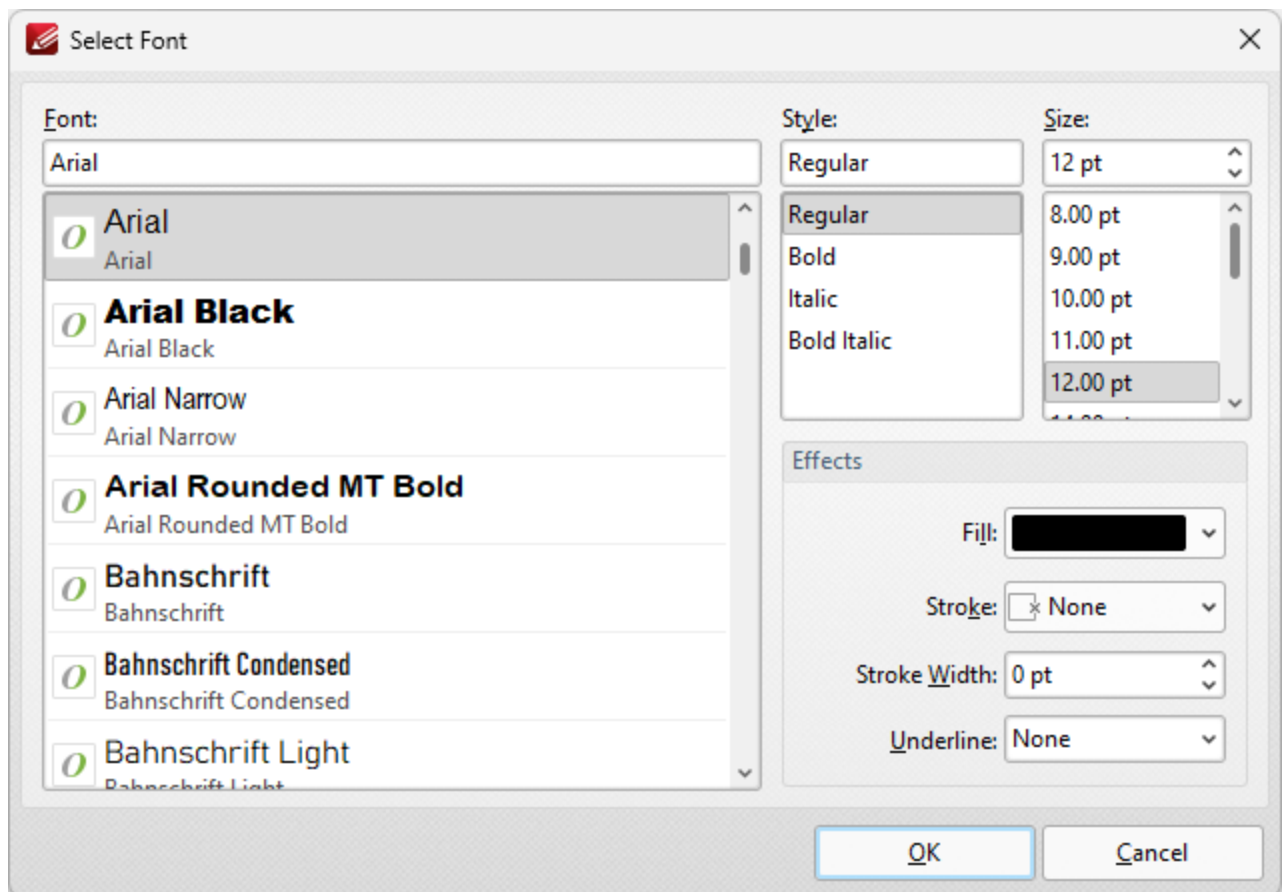 Select Font
Font:
Arial
Arial
Arial
Arial Black
Arial Black
Arial Narrow
Arial Narrow
Arial Rounded MT Bold
Arial Rounded MT Bold
Bahnschrift
Bahnschrift
Bahnschrift Condensed
Bahnschrift Condensed
Bahnschrift Light
Bahnschrift Light
Style:
Regular
Regular
Bold
Italic
Bold Italic
Size:
12 pt
8.00 pt
9.00 pt
10.00 pt
11.00 pt
12.00 pt
Effects
Fill:
Stroke: None
Stroke Width: 0 pt
Underline: None
OK
Cancel